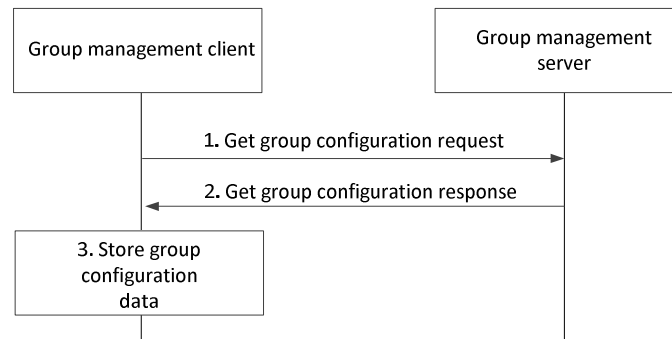 Group management client
Group management
server
1. Get group configuration request
2. Get group configuration response
3. Store group
configuration
data